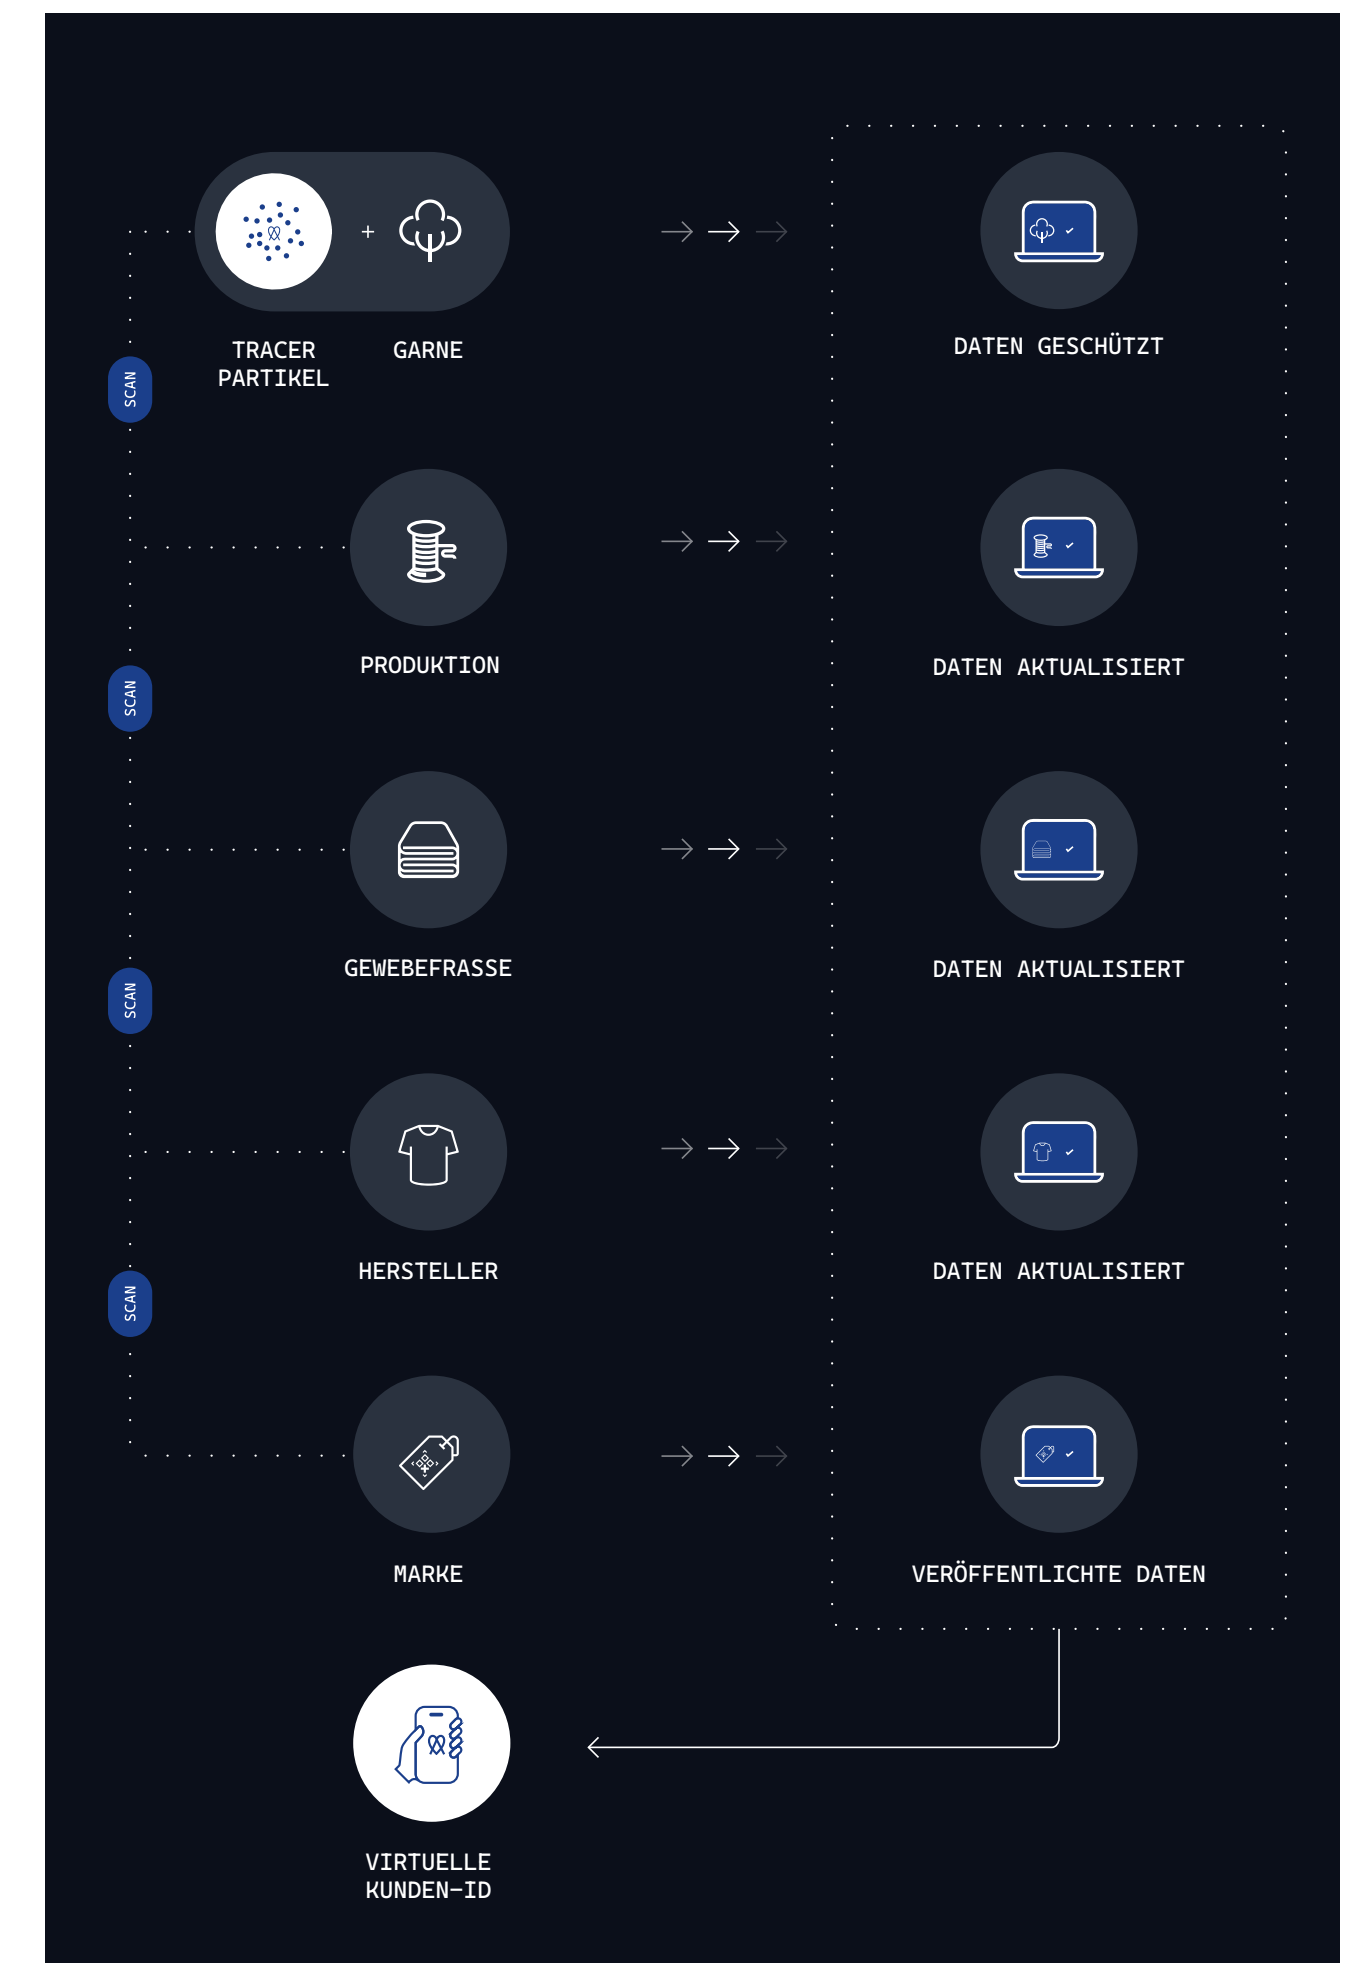 TRACER
PARTIKEL
GARNE
DATEN GESCHÜTZT
SCAN
PRODUKTION
DATEN AKTUALISIERT
SCAN
GEWEBEFRASSE
DATEN AKTUALISIERT
SCAN
HERSTELLER
DATEN AKTUALISIERT
SCAN
MARKE
VERÖFFENTLICHTE DATEN
VIRTUELLE
KUNDEN-ID